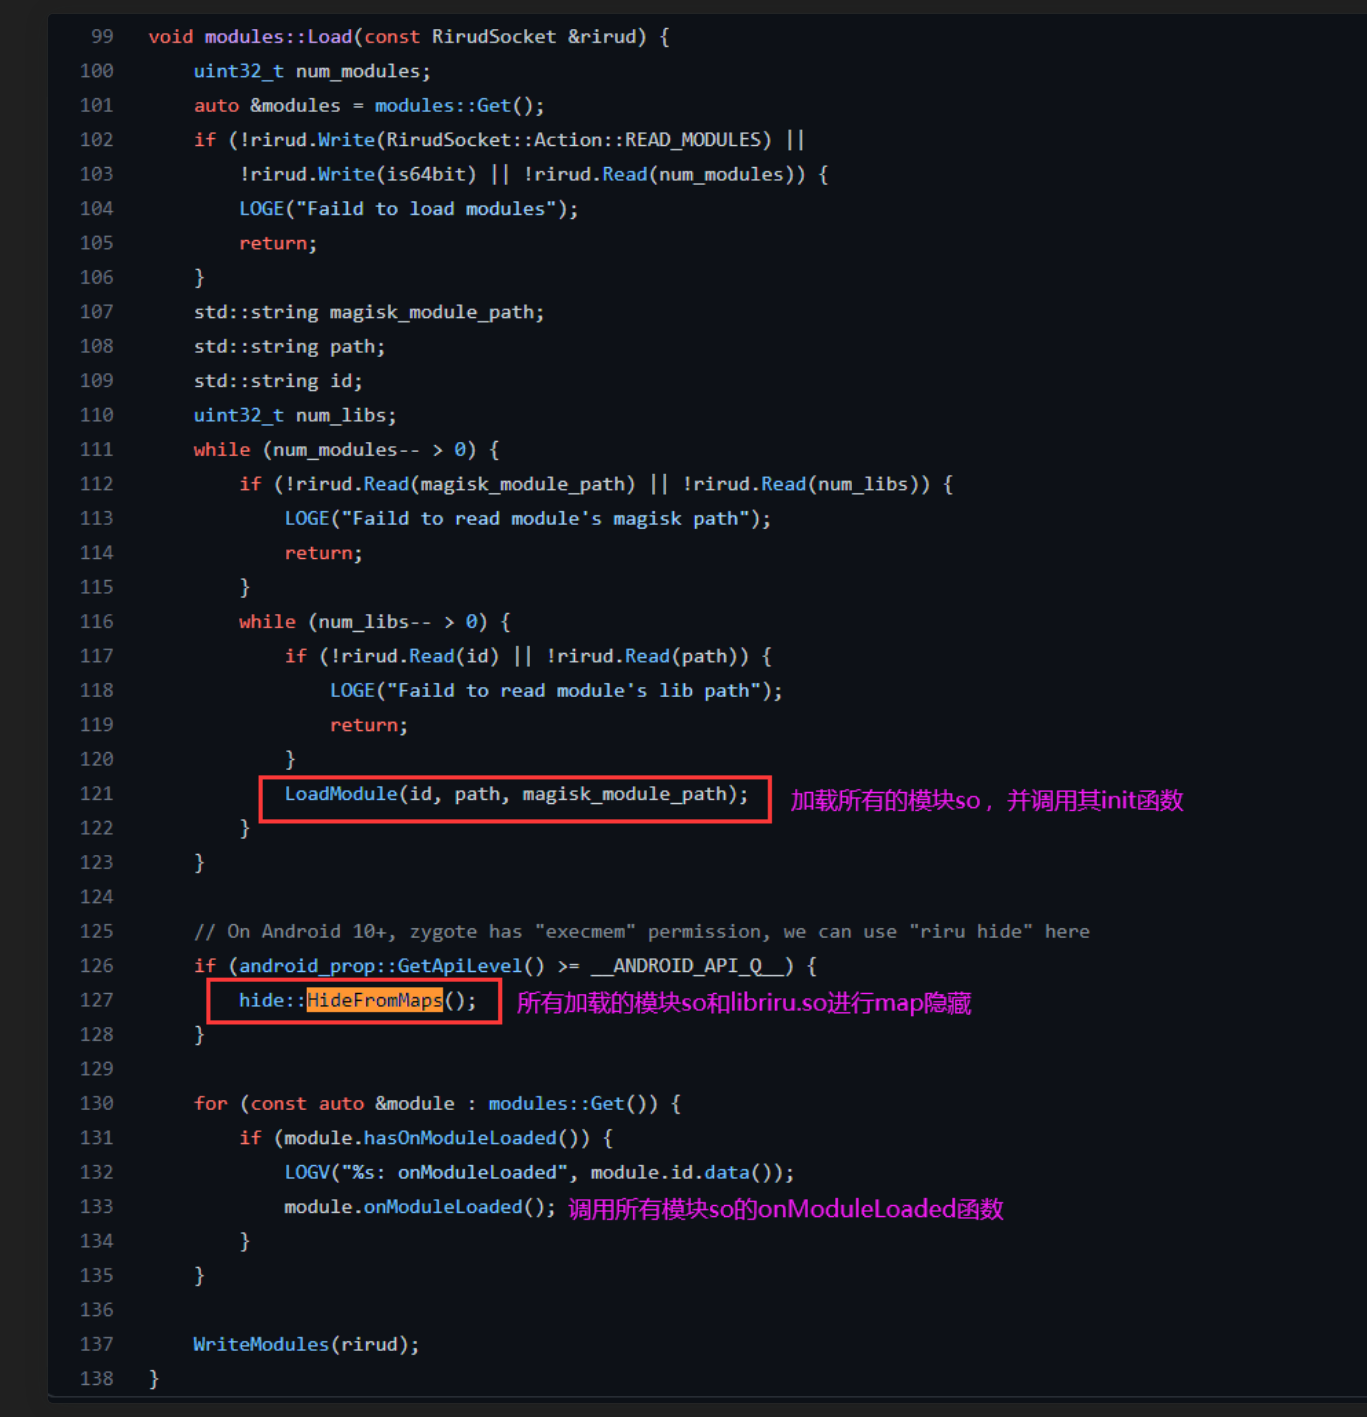 99 void modules::Load(const RirudSocket &rirud) {
100 uint32_t num_modules;
101 auto &modules = modules::Get();
102 if (!rirud.Write(RirudSocket::Action::READ_MODULES) ||
103 !rirud.Write(is64bit) || !rirud.Read(num_modules)) {
104 LOGE("Faild to load modules");
105 return;
106 }
107 std::string magisk_module_path;
108 std::string path;
109 std::string id;
110 uint32_t num_libs;
111 while (num_modules-- > 0) {
112 if (!rirud.Read(magisk_module_path) || !rirud.Read(num_libs)) {
113 LOGE("Faild to read module's magisk path");
114 return;
115 }
116 while (num_libs-- > 0) {
117 if (!rirud.Read(id) || !rirud.Read(path)) {
118 LOGE("Faild to read module's lib path");
119 return;
120 }
121 LoadModule(id, path, magisk_module_path); 加载所有的模块so ，并调用其init函数
122 }
123 }
124
125 // On Android 10+, zygote has "execmem" permission, we can use "riru hide" here
126 if (android_prop::GetApiLevel() >= __ANDROID_API_Q__) {
127 hide::HideFromMaps(); 所有加载的模块so和libriru.so进行map隐藏
128 }
129
130 for (const auto &module : modules::Get()) {
131 if (module.hasOnModuleLoaded()) {
132 LOGV("%s: onModuleLoaded", module.id.data());
133 module.onModuleLoaded(); 调用所有模块so的onModuleLoaded函数
134 }
135 }
136
137 WriteModules(rirud);
138 }